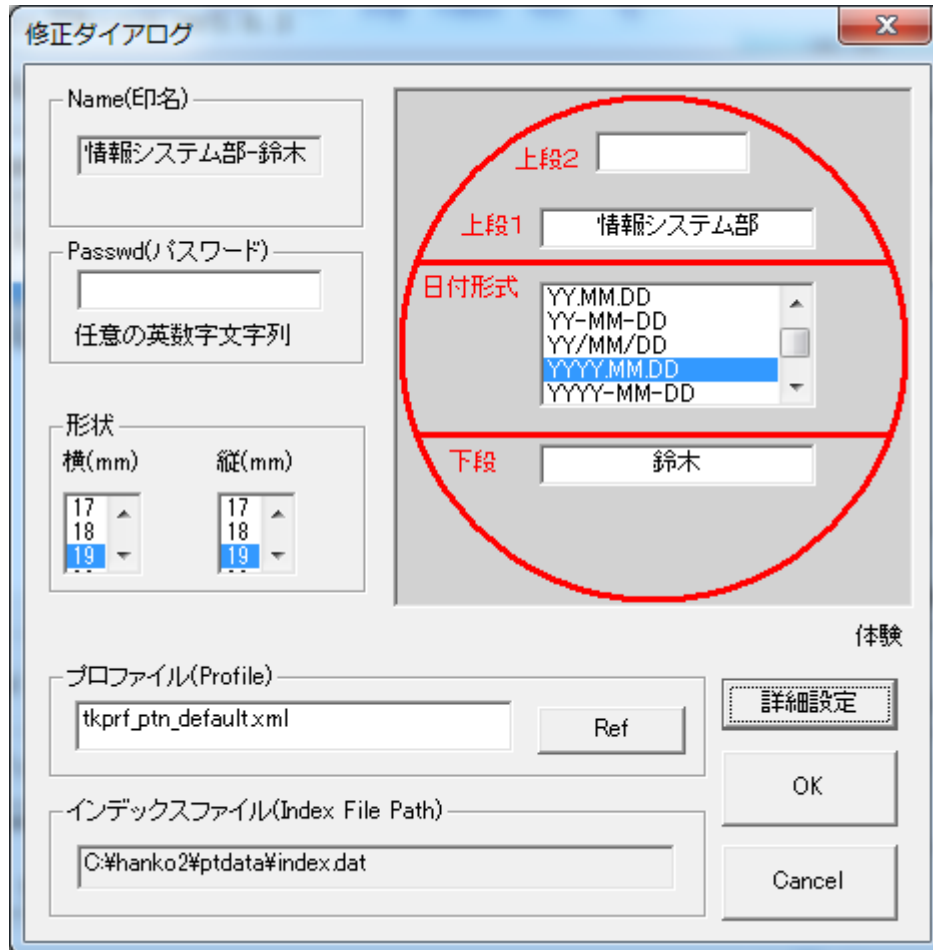 修正ダイアログ
Name(印名)
情報システム部-鈴木
Passwd(パスワード)
任意の英数字文字列
形状
横(mm)
縦(mm)
17
18
19
17
18
19
上段2
上段1
情報システム部
日付形式
YY.MM.DD
YY-MM-DD
YY/MM/DD
YYYY.MM.DD
YYYY-MM-DD
下段
鈴木
体験
プロファイル(Profile)
tkprf_ptn_default.xml
Ref
詳細設定
インデックスファイル(Index File Path)
C:¥hanko2¥ptdata¥index.dat
OK
Cancel